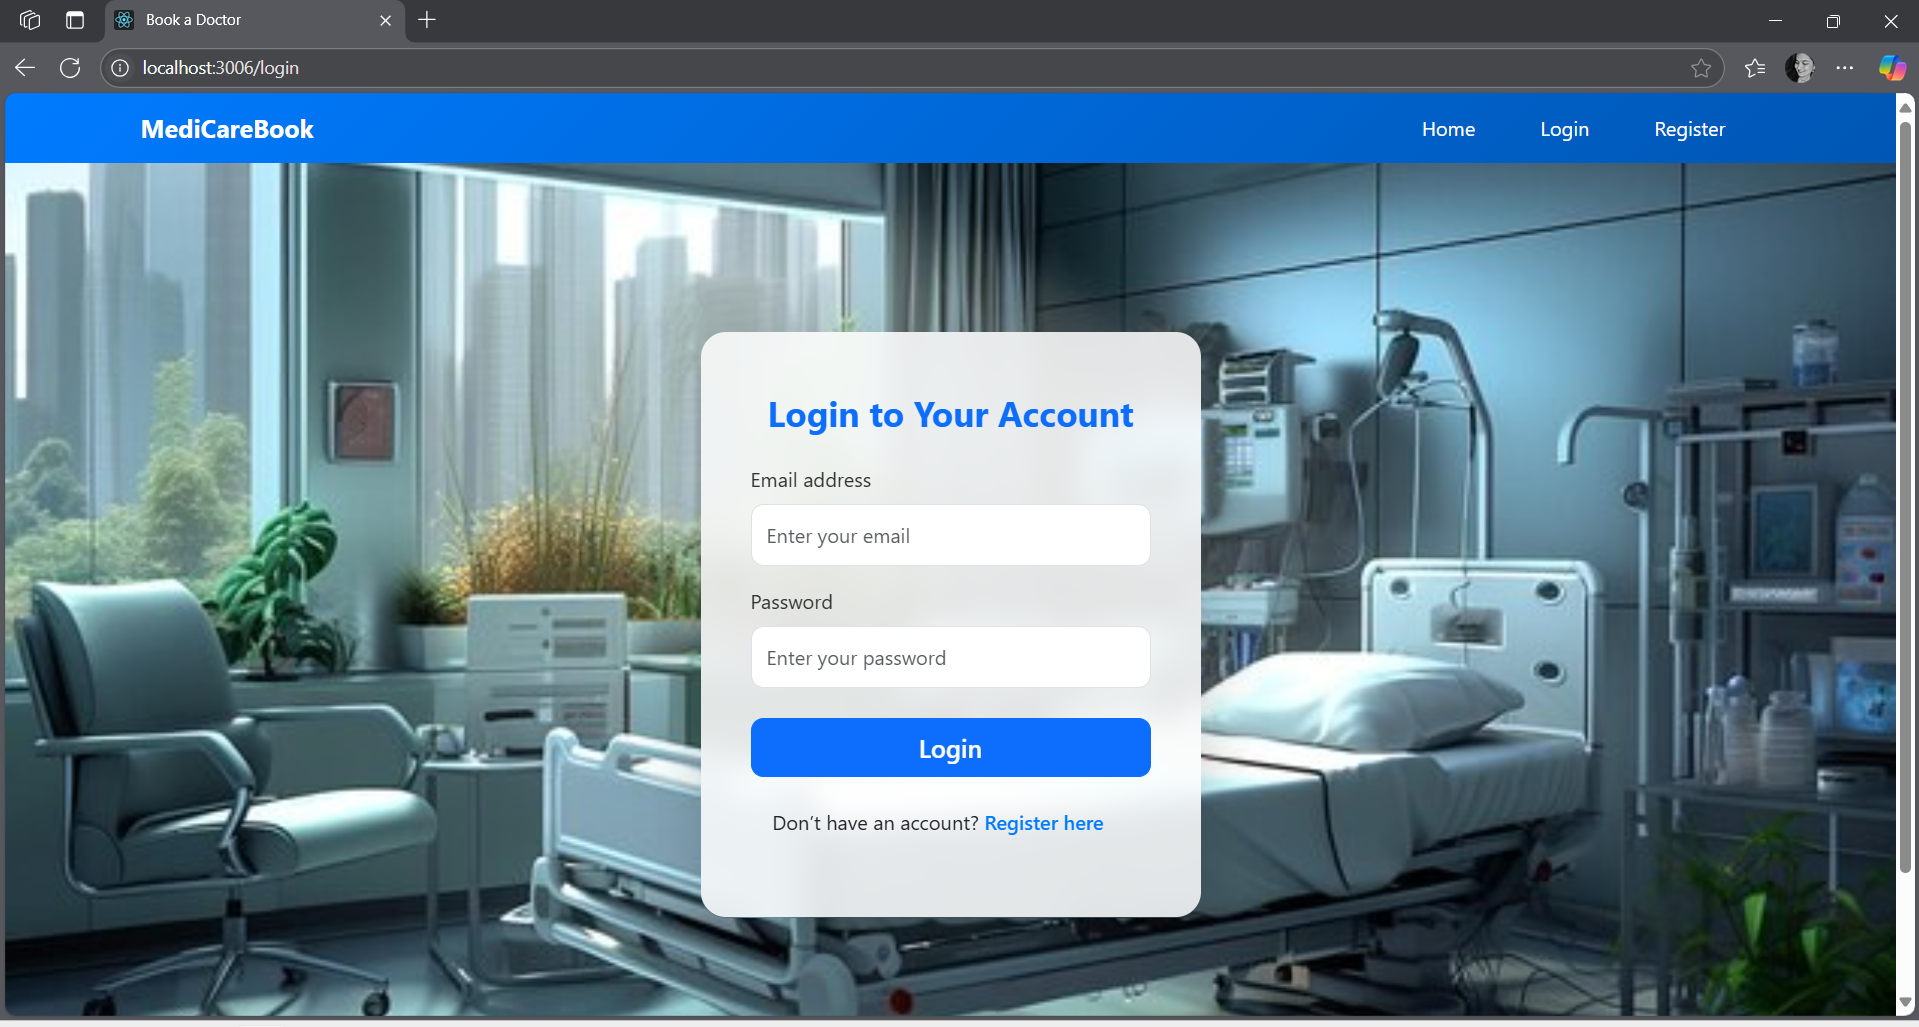 Book a Doctor
localhost:3006/login
MediCareBook
Home Login Register
Login to Your Account
Email address
Enter your email
Password
Enter your password
Login
Don't have an account? Register here